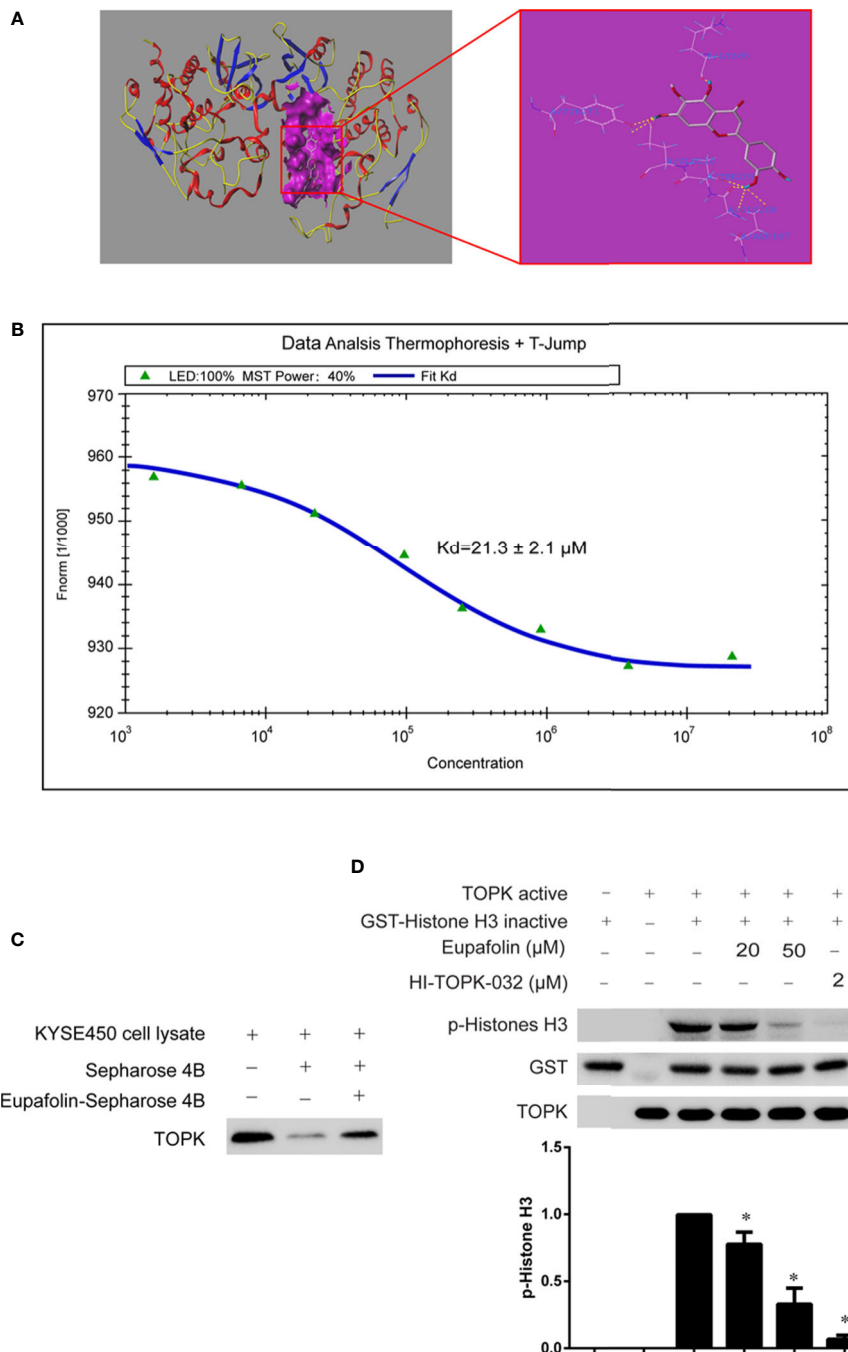 A
B
Data Analsis Thermophoresis + T-Jump
LED:100% MST Power: 40% Fit Kd
970
960
950
940
930
920
Fnorm [1/1000]
Kd=21.3 ± 2.1 μM
10³ 10⁴ 10⁵ 10⁶ 10⁷ 10⁸
Concentration
C
KYSE450 cell lysate + + +
Sepharose 4B – + +
Eupafolin-Sepharose 4B – – +
TOPK
D
TOPK active – + + + + +
GST-Histone H3 inactive + – + + + +
Eupafolin (μM) – – – 20 50 –
HI-TOPK-032 (μM) – – – – – 2
p-Histones H3
GST
TOPK
p-Histone H3
1.0
0.5
0.0
* * *